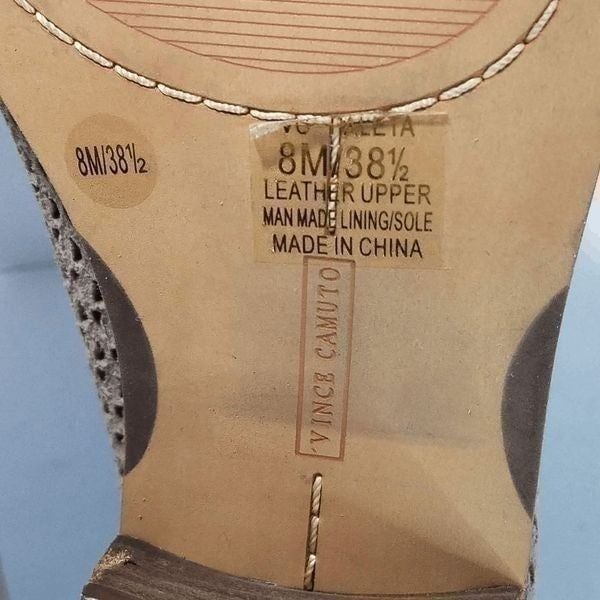 8M/38½
8M/38½
LEATHER UPPER
MAN MADE LINING/SOLE
MADE IN CHINA
VINCE CAMUTO